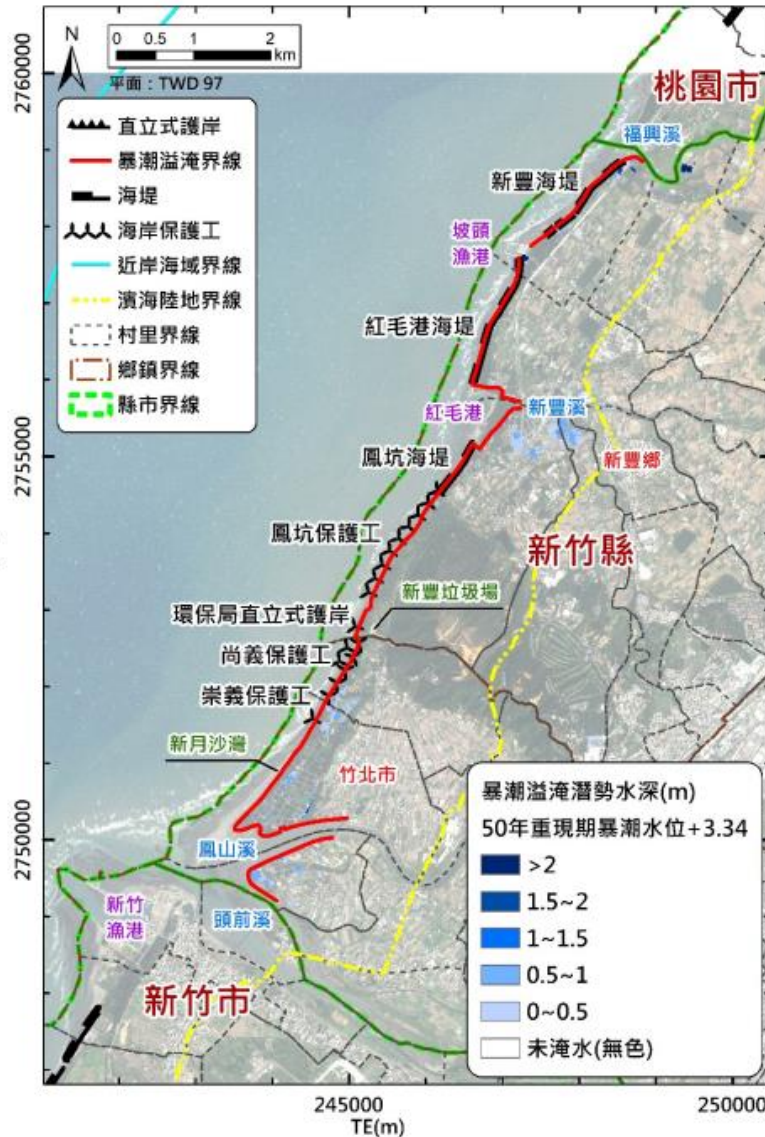 N
0 0.5 1 2
km
平面：TWD 97
直立式護岸
暴潮溢淹界線
海堤
海岸保護工
近岸海域界線
濱海陸地界線
村里界線
鄉鎮界線
縣市界線
桃園市
福興溪
新豐海堤
坡頭
漁港
紅毛港海堤
紅毛港
新豐溪
鳳坑海堤
新豐鄉
鳳坑保護工
新竹縣
新豐垃圾場
環保局直立式護岸
尚義保護工
崇義保護工
新月沙灣
竹北市
鳳山溪
新竹
漁港
頭前溪
新竹市
暴潮溢淹潛勢水深(m)
50年重現期暴潮水位+3.34
>2
1.5~2
1~1.5
0.5~1
0~0.5
未淹水(無色)
2760000
2755000
2750000
245000
250000
TE(m)